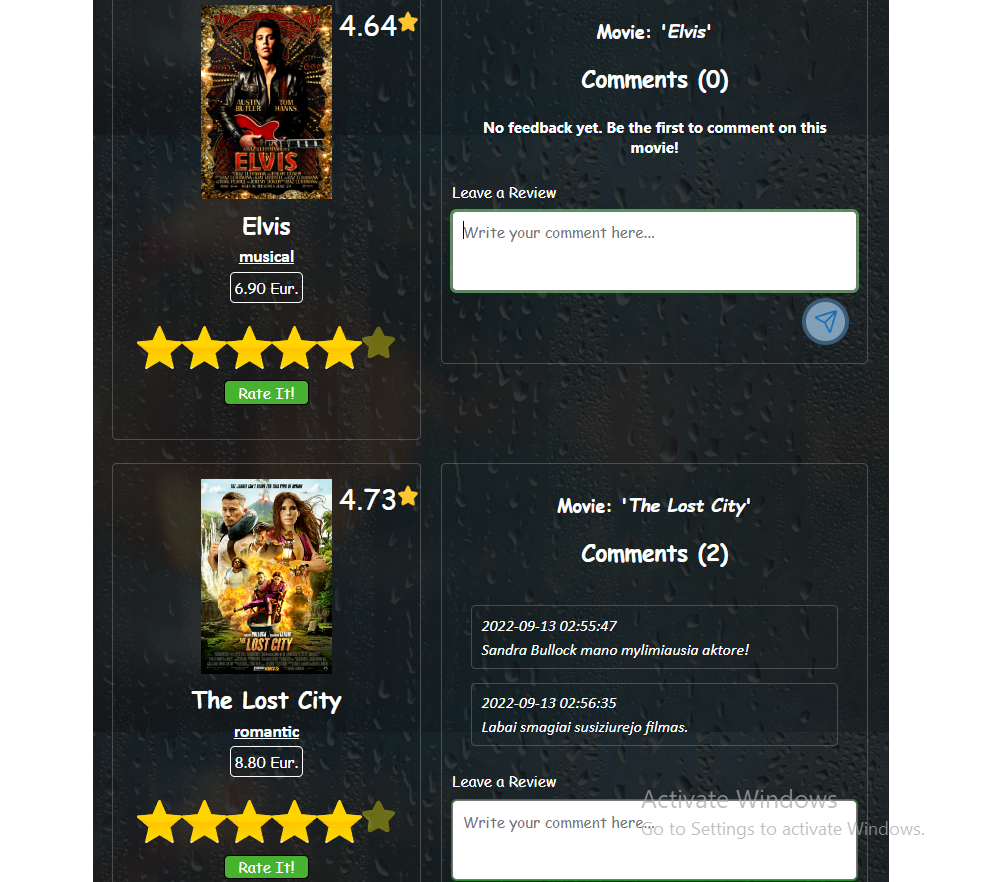 4.64
AUSTIN BUTLER
TOM HANKS
ELVIS
Elvis
musical
6.90 Eur.
Rate It!
Movie: 'Elvis'
Comments (0)
No feedback yet. Be the first to comment on this
movie!
Leave a Review
Write your comment here...
4.73
THE LOST CITY
The Lost City
romantic
8.80 Eur.
Rate It!
Movie: 'The Lost City'
Comments (2)
2022-09-13 02:55:47
Sandra Bullock mano mylimiausia aktore!
2022-09-13 02:56:35
Labai smagiai susiziurejo filmas.
Leave a Review
Write your comment here...
Activate Windows
Go to Settings to activate Windows.